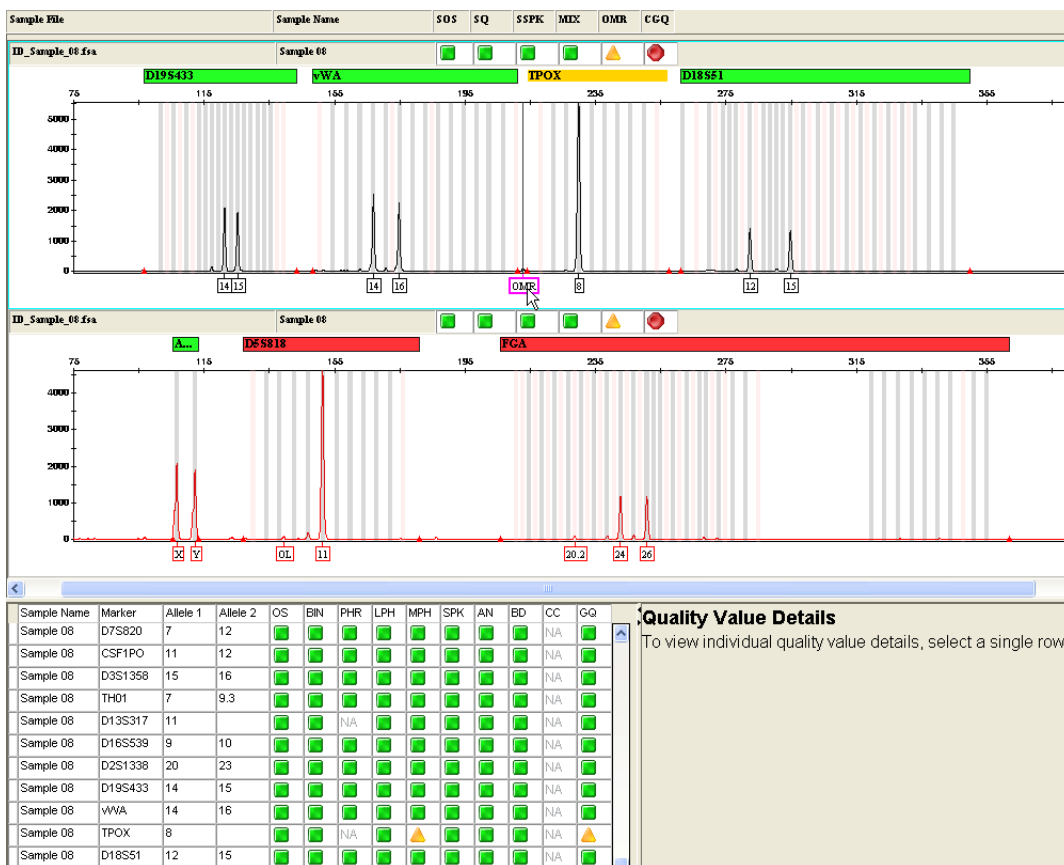 Sample File Sample Name SOS SQ SSPK MIX OMR CGQ
ID_Sample_08.fsa Sample 08
D19S433 vWA TPOX D18S51
75 115 155 195 235 275 315 355
5000
4000
3000
2000
1000
0
14 15 14 16 OMR 8 12 15
ID_Sample_08.fsa Sample 08
A... D5S818 FGA
75 115 155 195 235 275 315 355
4000
3000
2000
1000
0
X Y OL 11 20.2 24 26
Sample Name Marker Allele 1 Allele 2 OS BIN PHR LPH MPH SPK AN BD CC GQ
Sample 08 D7S820 7 12 NA
Sample 08 CSF1PO 11 12 NA
Sample 08 D3S1358 15 16 NA
Sample 08 TH01 7 9.3 NA
Sample 08 D13S317 11 NA NA
Sample 08 D16S539 9 10 NA
Sample 08 D2S1338 20 23 NA
Sample 08 D19S433 14 15 NA
Sample 08 vWA 14 16 NA
Sample 08 TPOX 8 NA NA
Sample 08 D18S51 12 15 NA
Quality Value Details
To view individual quality value details, select a single row